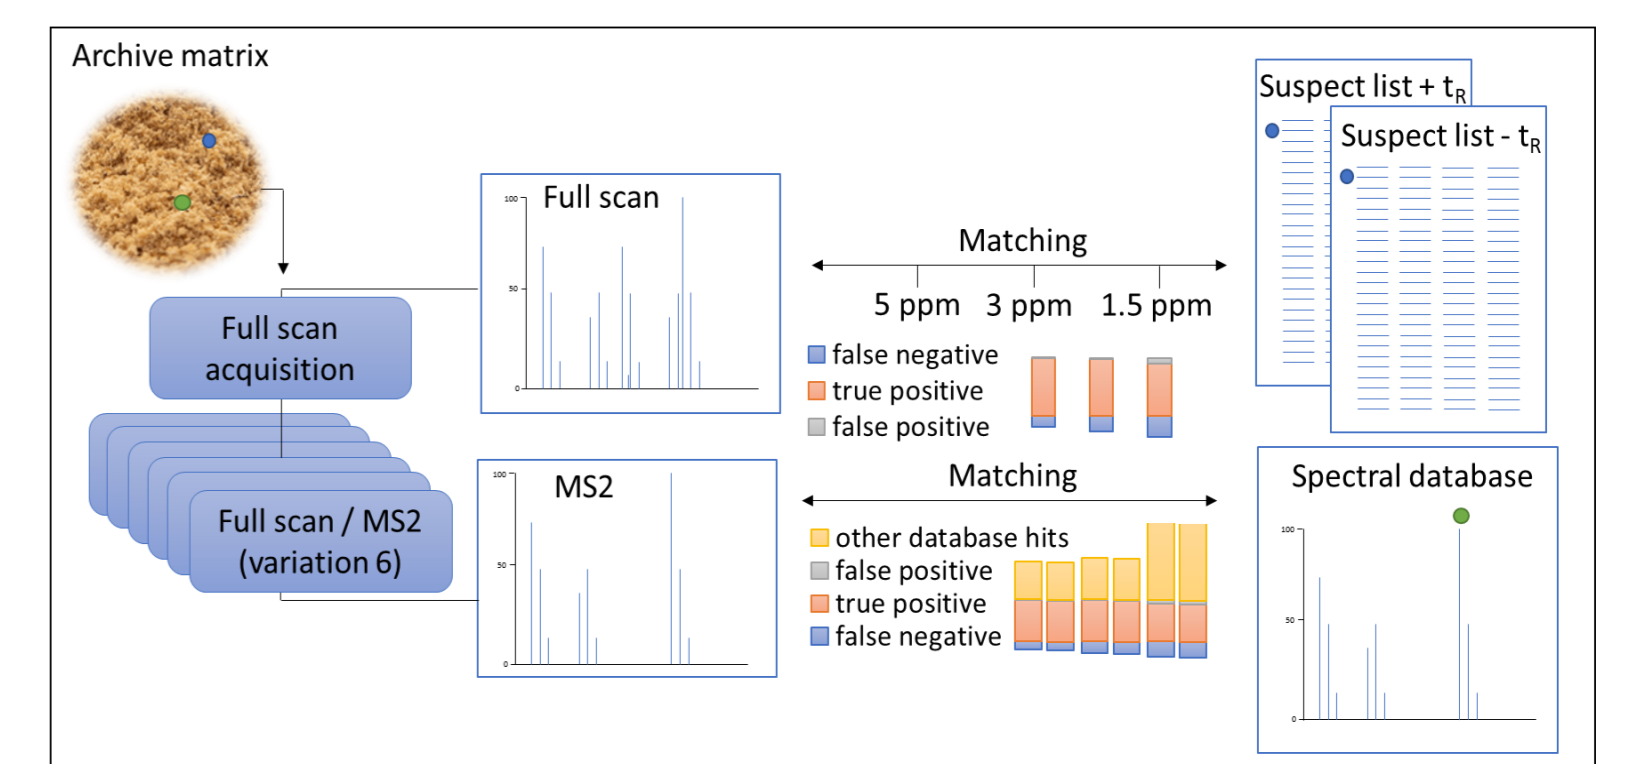 Archive matrix
Full scan
acquisition
Full scan / MS2
(variation 6)
Full scan
100
50
0
MS2
100
50
0
Matching
5 ppm 3 ppm 1.5 ppm
false negative
true positive
false positive
Matching
other database hits
false positive
true positive
false negative
Suspect list + tR
Suspect list - tR
Spectral database
100
50
0